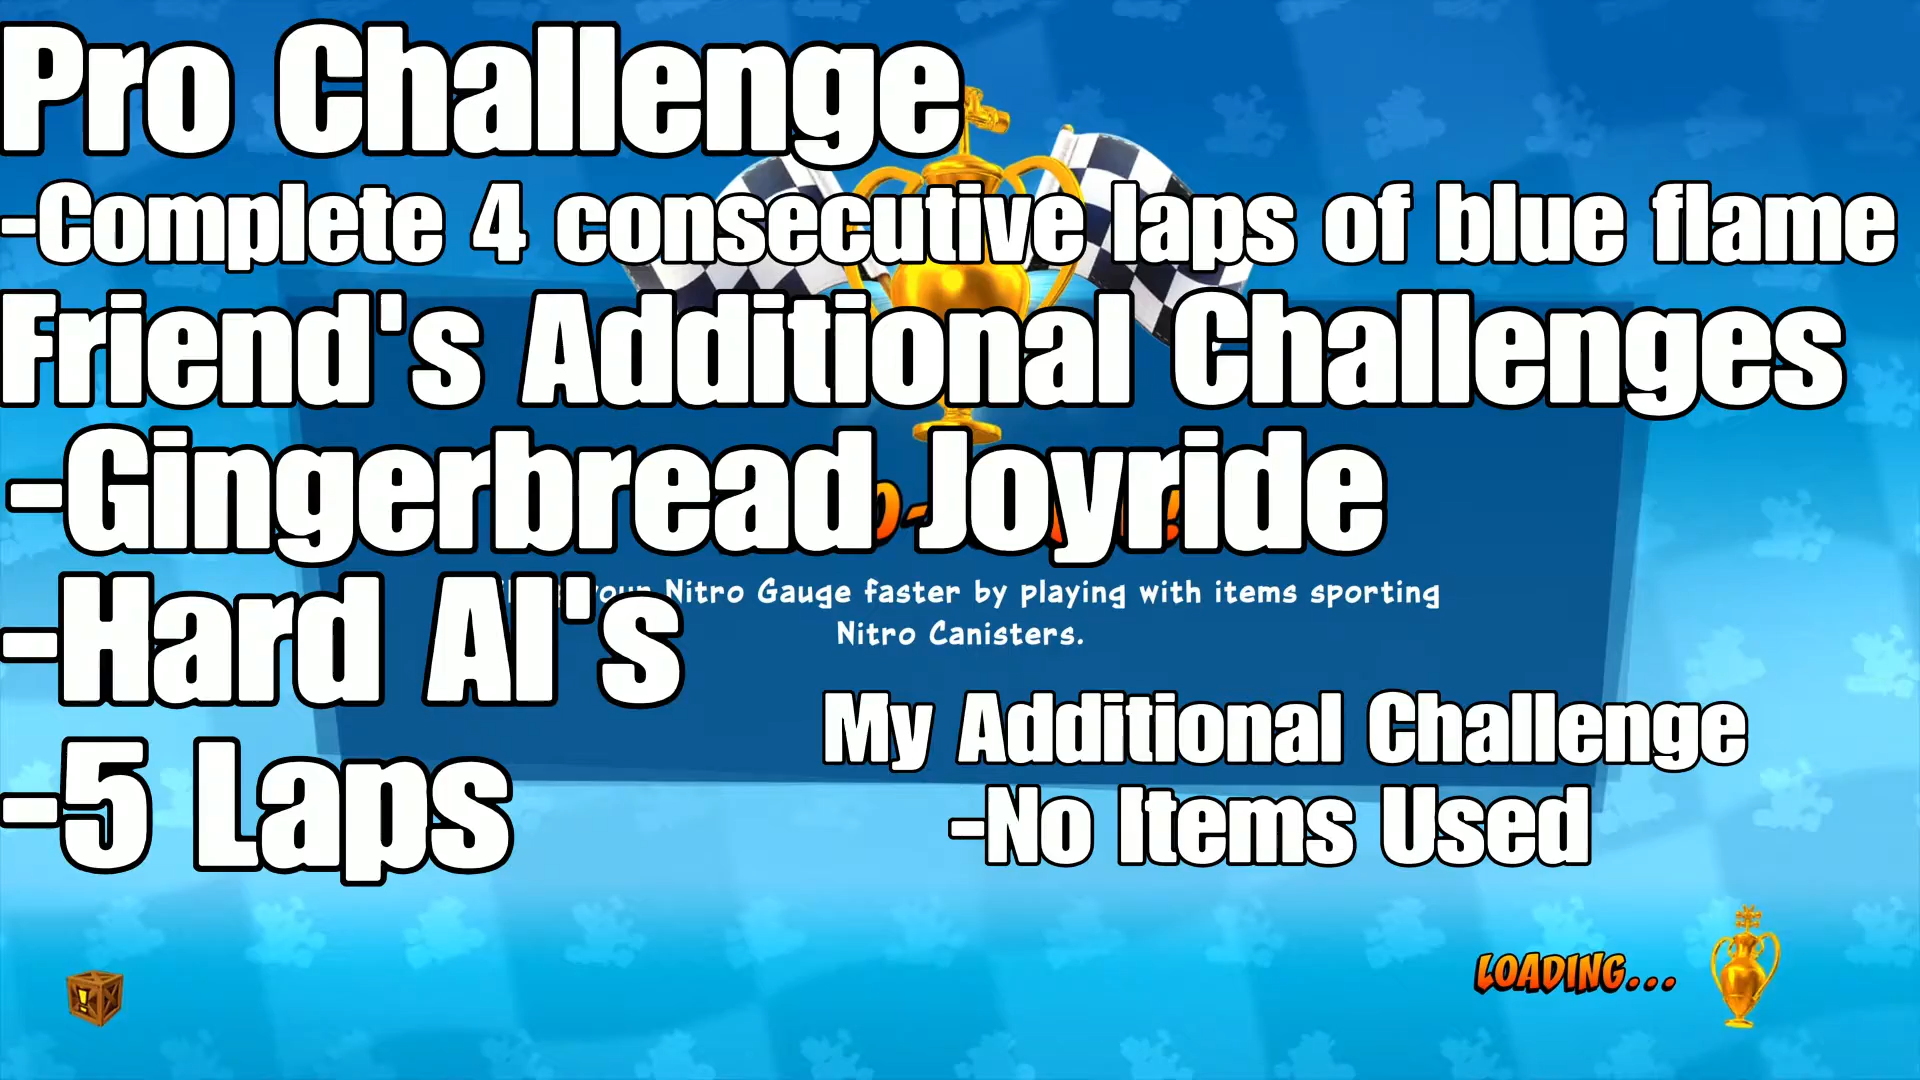 Pro Challenge
-Complete 4 consecutive laps of blue flame
Friend's Additional Challenges
-Gingerbread Joyride
-Hard AI's
your Nitro Gauge faster by playing with items sporting
Nitro Canisters.
My Additional Challenge
-5 Laps
-No Items Used
LOADING...